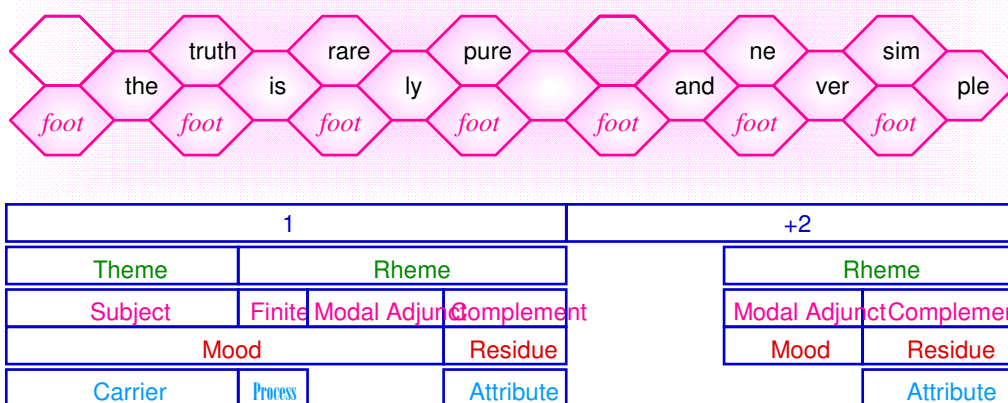 truth rare pure ne sim
the is ly and ver ple
foot foot foot foot foot foot foot
1 +2
Theme Rheme Rheme
Subject Finite Modal Adjunct Complement Modal Adjunct Complemen
Mood Residue Mood Residue
Carrier Process Attribute Attribute